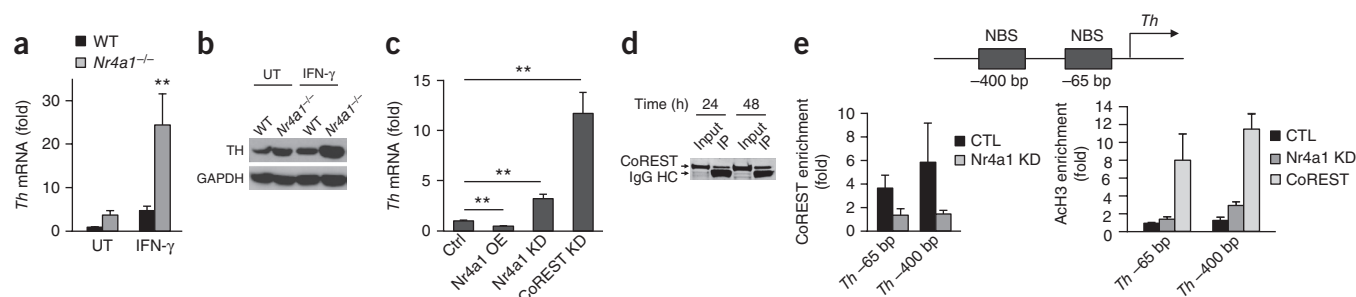 a
WT
Nr4a1–/–
Th mRNA (fold)
30
20
10
0
**
UT
IFN-γ
b
UT
IFN-γ
WT
Nr4a1–/–
WT
Nr4a1–/–
TH
GAPDH
c
Th mRNA (fold)
15
10
5
0
**
**
**
Ctrl
Nr4a1 OE
Nr4a1 KD
CoREST KD
d
Time (h)
24
48
Input
IP
Input
IP
CoREST
IgG HC
e
NBS
NBS
Th
–400 bp
–65 bp
CoREST enrichment
(fold)
10
8
6
4
2
0
CTL
Nr4a1 KD
Th –65 bp
Th –400 bp
AcH3 enrichment
(fold)
14
12
10
8
6
4
2
0
CTL
Nr4a1 KD
CoREST
Th –65 bp
Th –400 bp